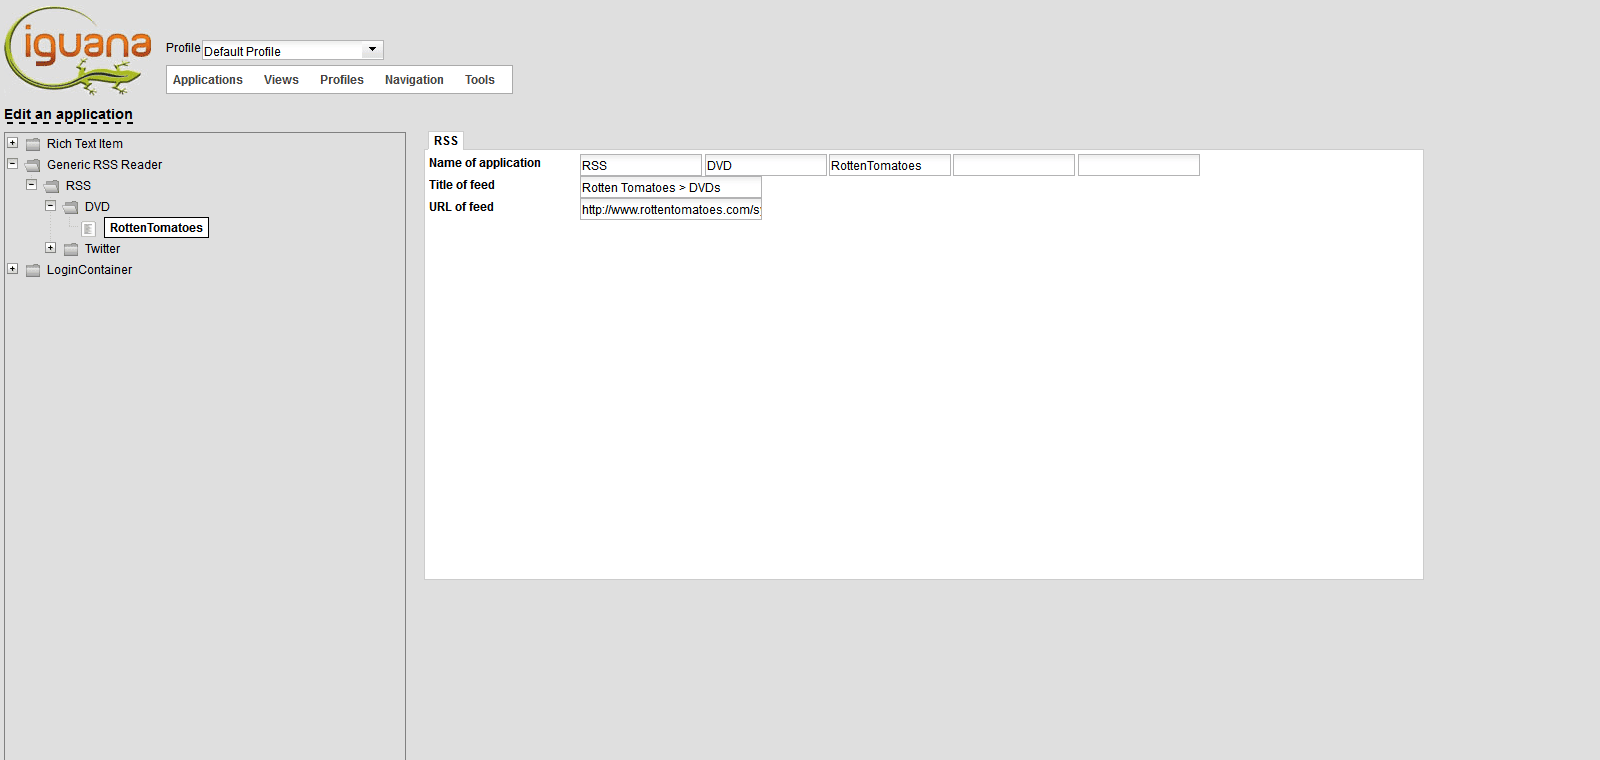 iguana
Profile Default Profile
Applications Views Profiles Navigation Tools
Edit an application
Rich Text Item
Generic RSS Reader
RSS
DVD
RottenTomatoes
Twitter
LoginContainer
RSS
Name of application RSS DVD RottenTomatoes
Title of feed Rotten Tomatoes > DVDs
URL of feed http://www.rottentomatoes.com/sy